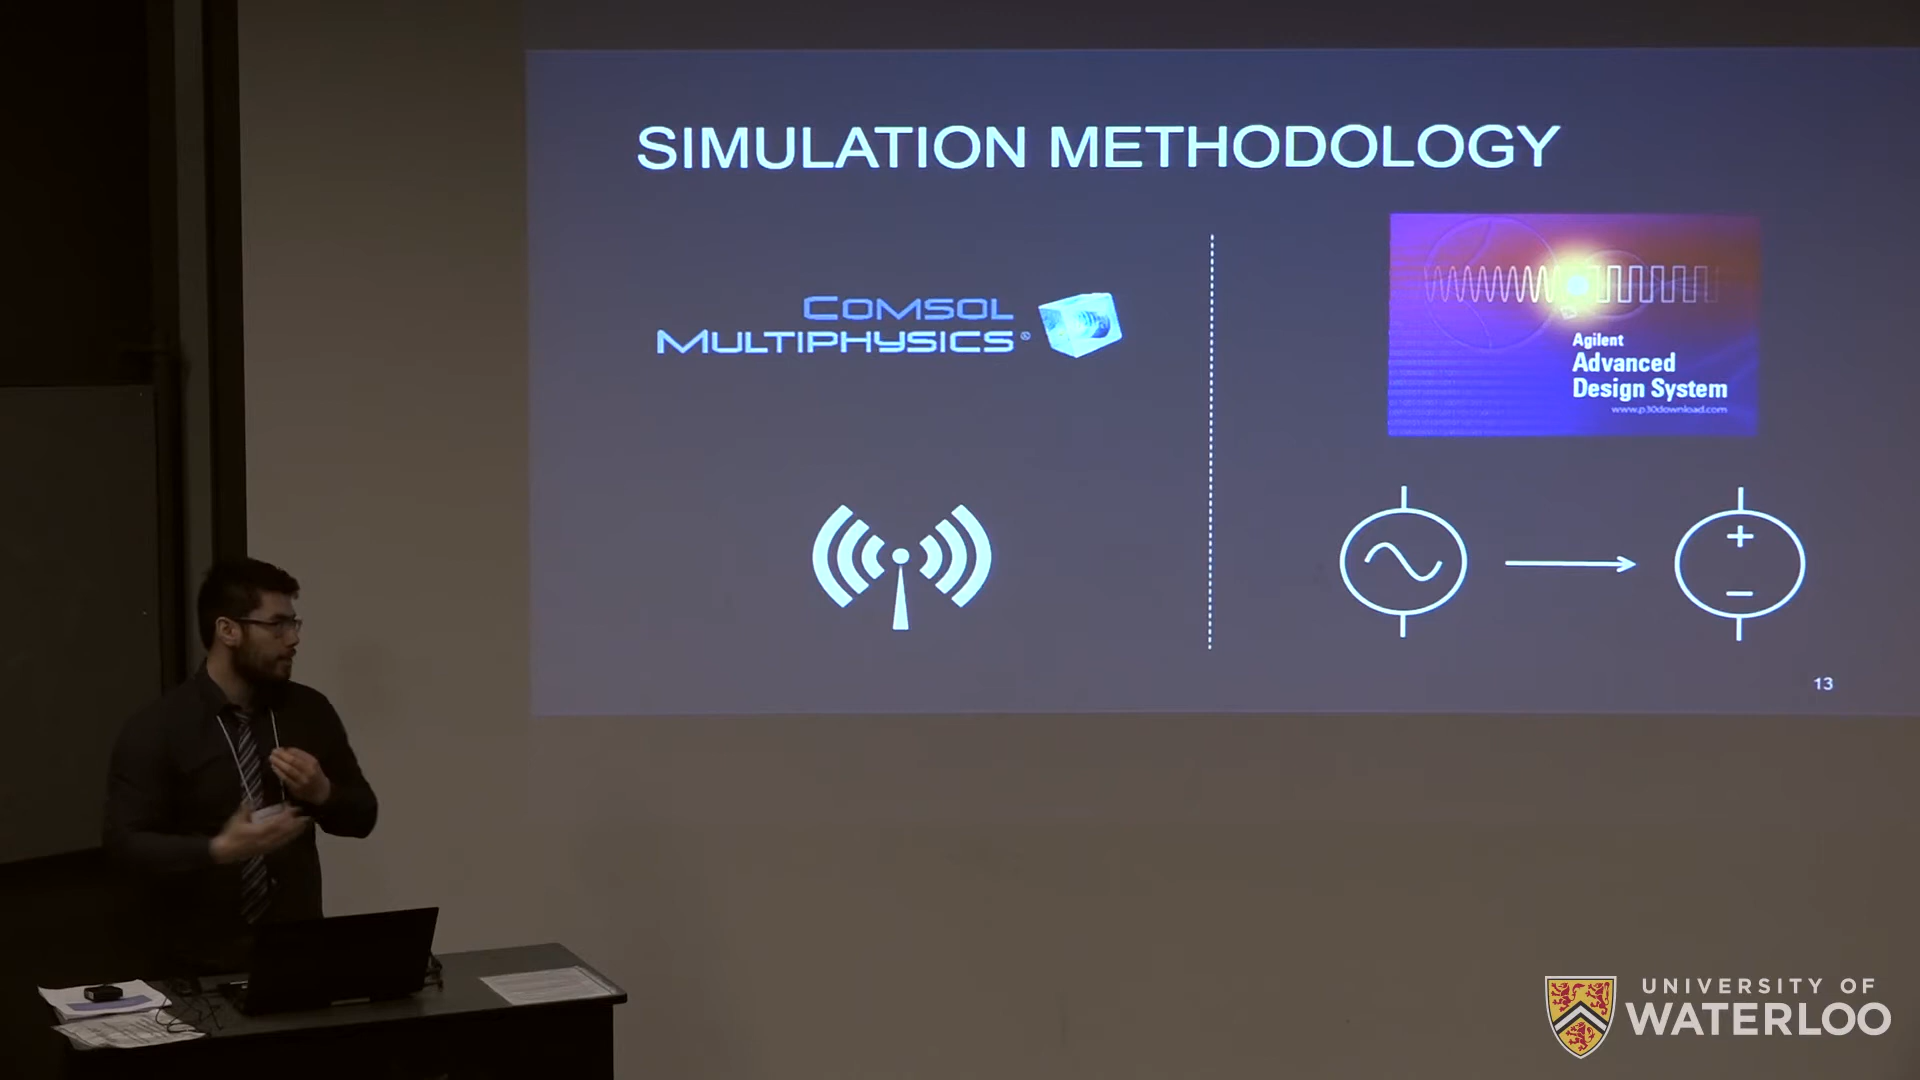 SIMULATION METHODOLOGY
COMSOL
MULTIPHYSICS®
Agilent
Advanced
Design System
www.p30download.com
13
UNIVERSITY OF
WATERLOO